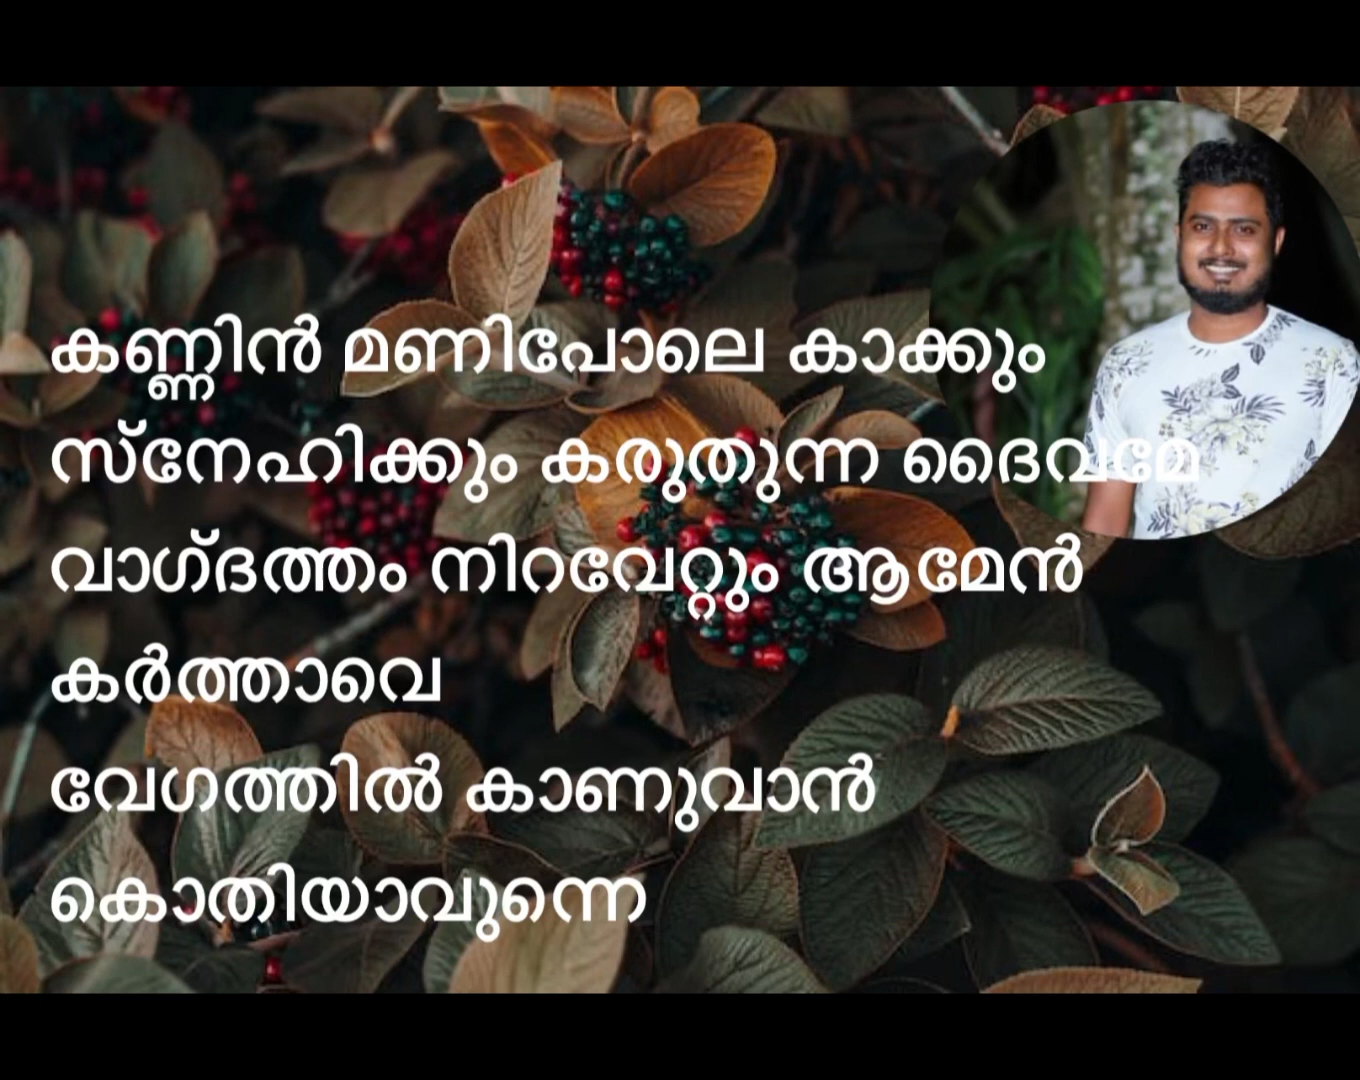 കണ്ണിൻ മണിപോലെ കാക്കും
സ്നേഹിക്കും കരുതുന്ന ദൈവമേ
വാഗ്ദത്തം നിറവേറ്റും ആമേൻ
കർത്താവെ
വേഗത്തിൽ കാണുവാൻ
കൊതിയാവുന്നെ